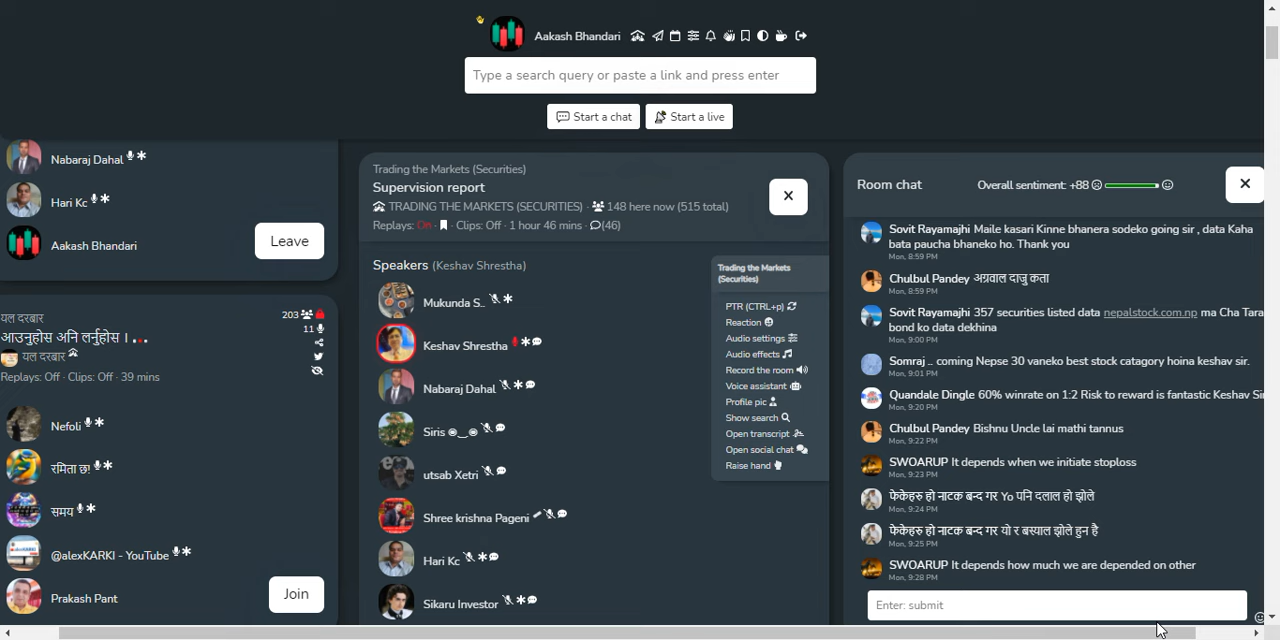 Aakash Bhandari
Type a search query or paste a link and press enter
Start a chat
Start a live
Nabaraj Dahal
Hari Kc
Aakash Bhandari
Leave
यल दरबार
203
आउनुहोस अनि लर्नुहोस ।
11
यल दरबार
Replays: Off · Clips: Off · 39 mins
Nefoli
रमिता छ!
समय
@alexKARKI - YouTube
Prakash Pant
Join
Trading the Markets (Securities)
Supervision report
TRADING THE MARKETS (SECURITIES) · 148 here now (515 total)
Replays: On · Clips: Off · 1 hour 46 mins · (46)
Speakers (Keshav Shrestha)
Mukunda S..
Keshav Shrestha
Nabaraj Dahal
Siris
utsab Xetri
Shree krishna Pageni
Hari Kc
Sikaru Investor
Trading the Markets
(Securities)
PTR (CTRL+p)
Reaction
Audio settings
Audio effects
Record the room
Voice assistant
Profile pic
Show search
Open transcript
Open social chat
Raise hand
Room chat
Overall sentiment: +88
Sovit Rayamajhi Maile kasari Kinne bhanera sodeko going sir , data Kaha
bata paucha bhaneko ho. Thank you
Mon, 8:59 PM
Chulbul Pandey अग्रवाल दाजु कता
Mon, 8:59 PM
Sovit Rayamajhi 357 securities listed data nepalstock.com.np ma Cha Tara
bond ko data dekhina
Mon, 9:00 PM
Somraj .. coming Nepse 30 vaneko best stock catagory hoina keshav sir.
Mon, 9:01 PM
Quandale Dingle 60% winrate on 1:2 Risk to reward is fantastic Keshav Sir
Mon, 9:20 PM
Chulbul Pandey Bishnu Uncle lai mathi tannus
Mon, 9:22 PM
SWOARUP It depends when we initiate stoploss
Mon, 9:23 PM
फेकेहरु हो नाटक बन्द गर Yo पनि दलाल हो झोले
Mon, 9:24 PM
फेकेहरु हो नाटक बन्द गर यो र बस्याल झोले हुन है
Mon, 9:25 PM
SWOARUP It depends how much we are depended on other
Mon, 9:28 PM
Enter: submit